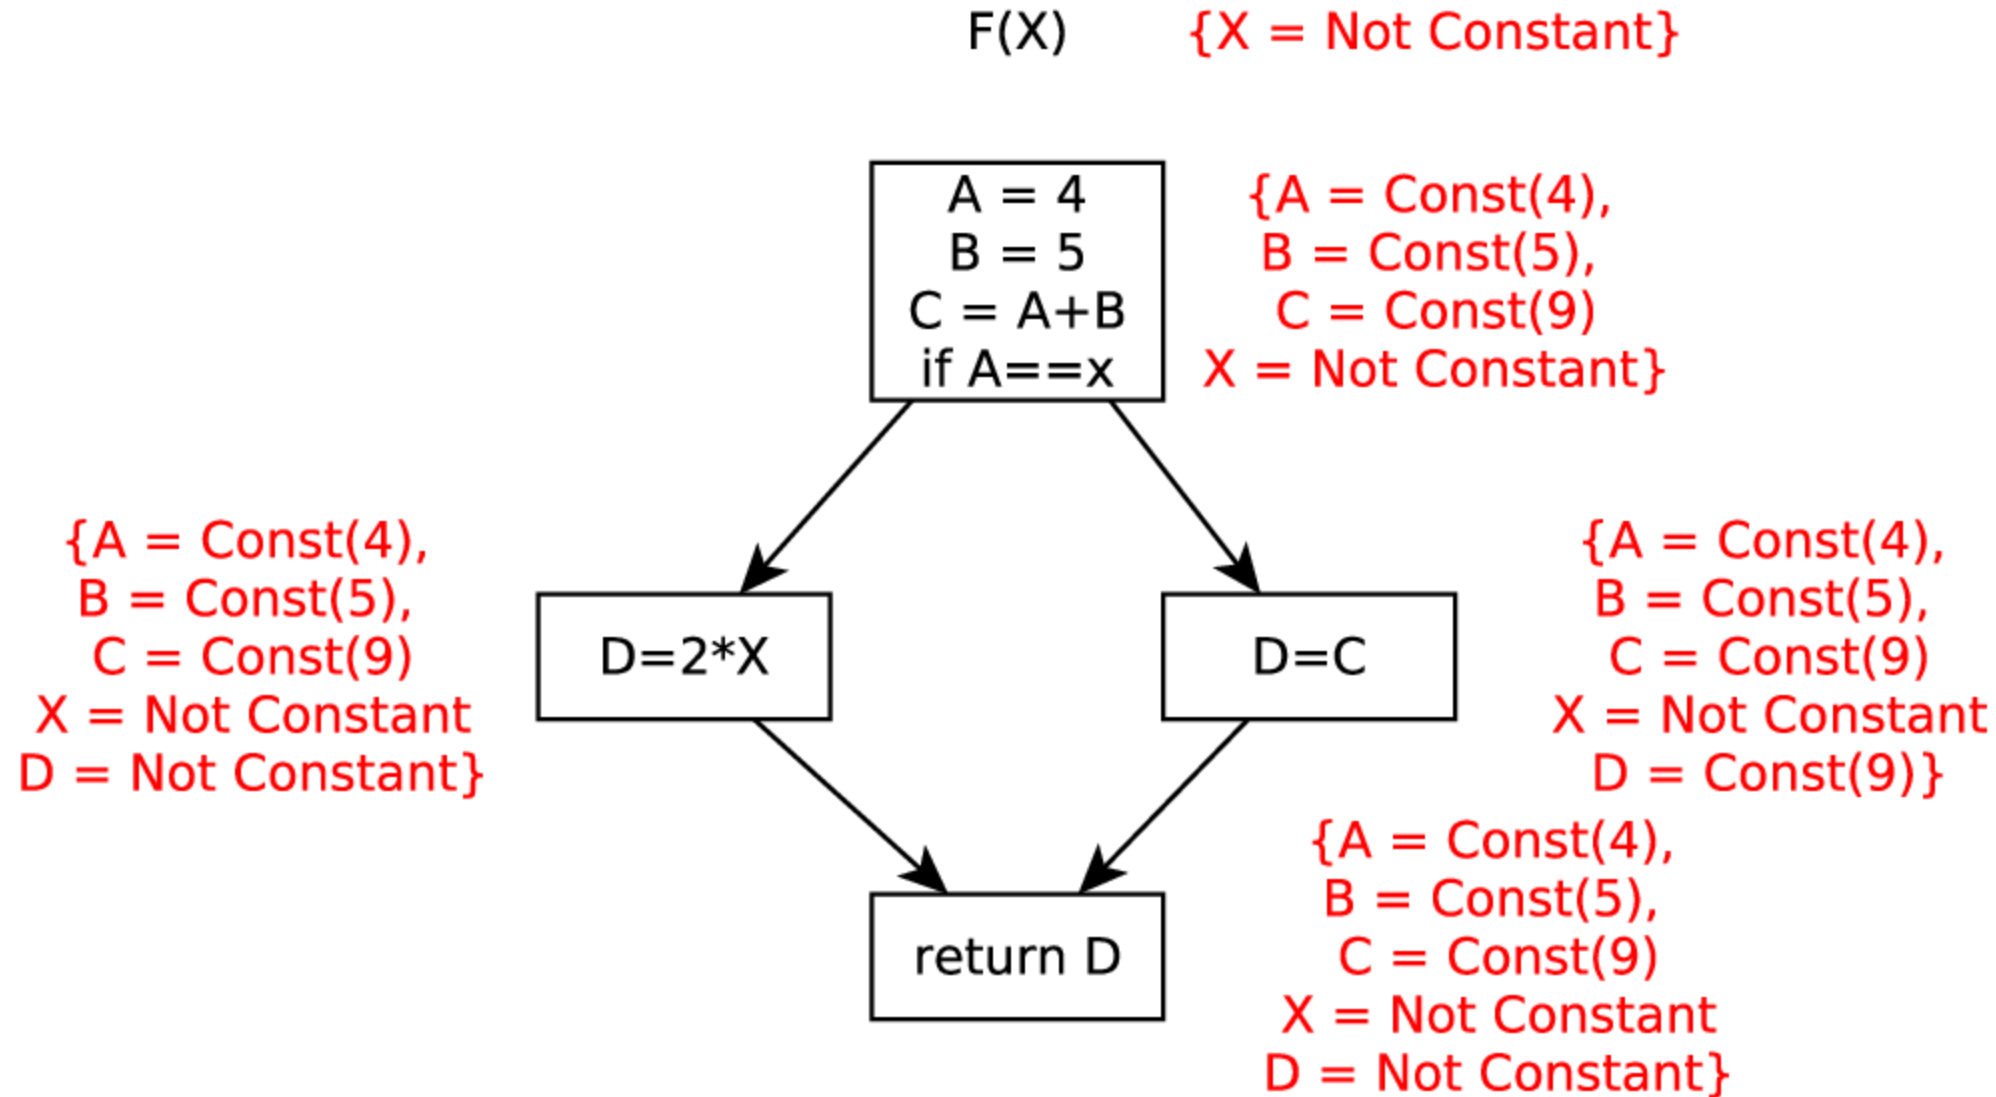 F(X)
{X = Not Constant}
A = 4
B = 5
C = A+B
if A==x
{A = Const(4),
B = Const(5),
C = Const(9)
X = Not Constant}
{A = Const(4),
B = Const(5),
C = Const(9)
X = Not Constant
D = Not Constant}
D=2*X
D=C
{A = Const(4),
B = Const(5),
C = Const(9)
X = Not Constant
D = Const(9)}
return D
{A = Const(4),
B = Const(5),
C = Const(9)
X = Not Constant
D = Not Constant}